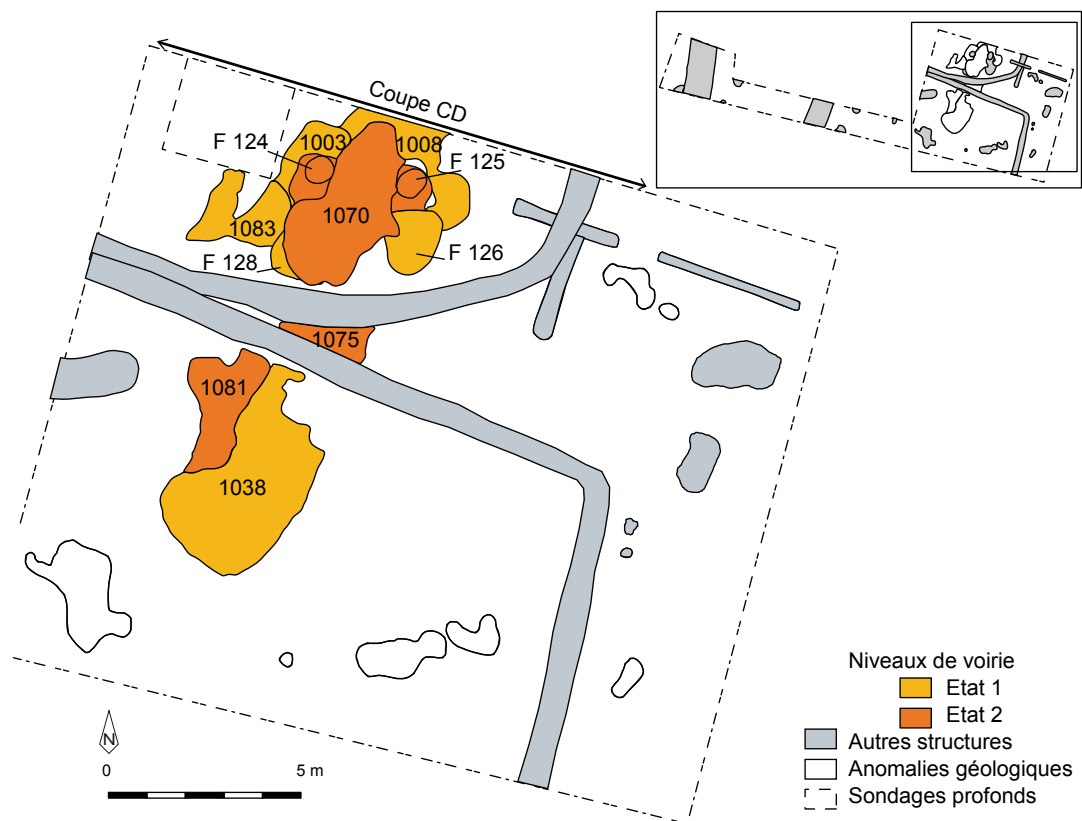 Coupe CD
1003
1008
F 124
F 125
1070
1083
F 128
F 126
1075
1081
1038
N
0 5 m
Niveaux de voirie
Etat 1
Etat 2
Autres structures
Anomalies géologiques
Sondages profonds